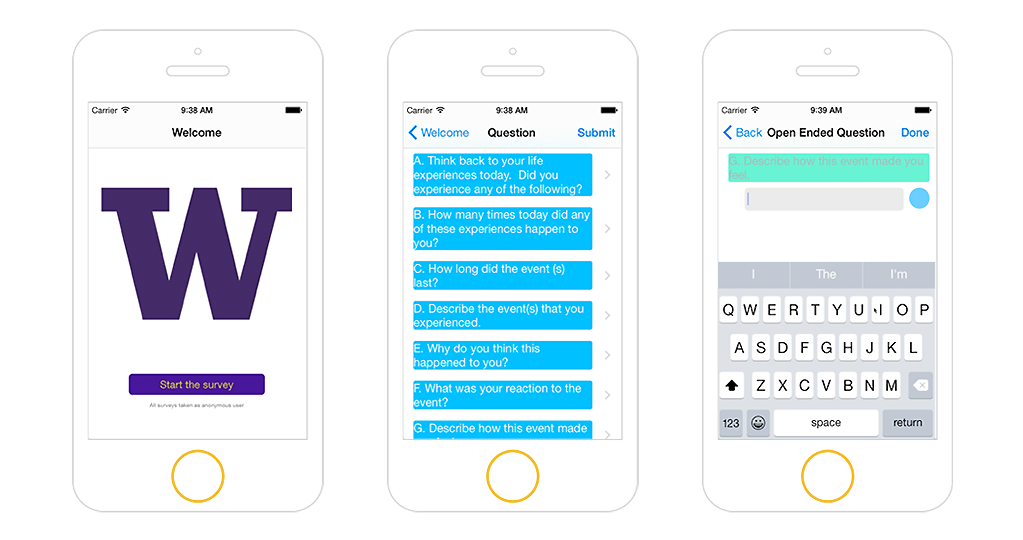 Carrier 9:38 AM
Welcome
W
Start the survey
All surveys taken as anonymous user
Carrier 9:38 AM
Welcome Question Submit
A. Think back to your life
experiences today. Did you
experience any of the following?
B. How many times today did any
of these experiences happen to
you?
C. How long did the event (s)
last?
D. Describe the event(s) that you
experienced.
E. Why do you think this
happened to you?
F. What was your reaction to the
event?
G. Describe how this event made
Carrier 9:39 AM
Back Open Ended Question Done
G. Describe how this event made you
feel.
I The I'm
Q W E R T Y U I O P
A S D F G H J K L
Z X C V B N M
123 space return